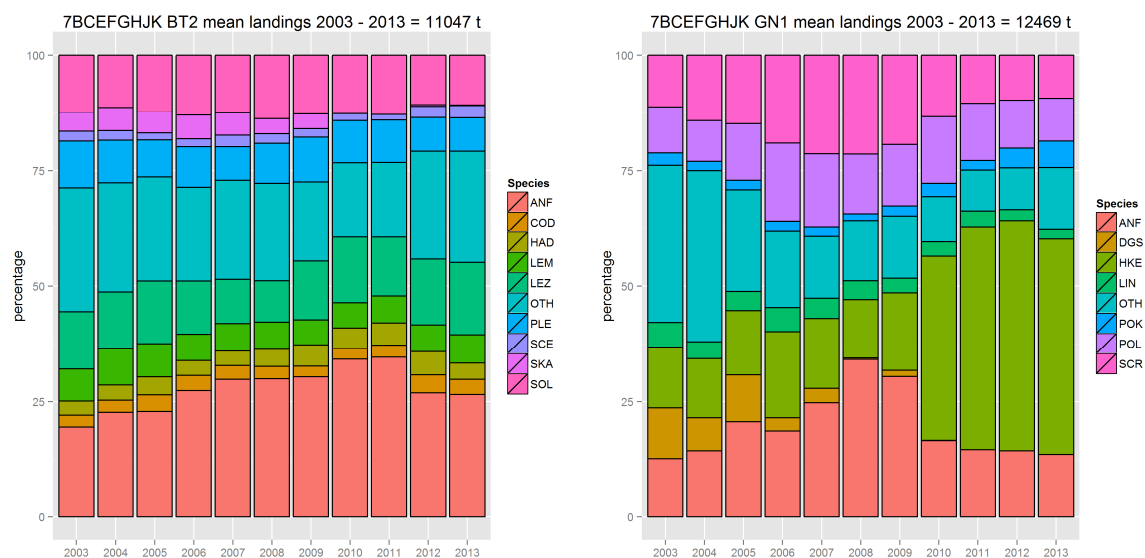 7BCEFGHJK BT2 mean landings 2003 - 2013 = 11047 t
100
75
50
25
0
percentage
2003 2004 2005 2006 2007 2008 2009 2010 2011 2012 2013
Species
ANF
COD
HAD
LEM
LEZ
OTH
PLE
SCE
SKA
SOL
7BCEFGHJK GN1 mean landings 2003 - 2013 = 12469 t
100
75
50
25
0
percentage
2003 2004 2005 2006 2007 2008 2009 2010 2011 2012 2013
Species
ANF
DGS
HKE
LIN
OTH
POK
POL
SCR